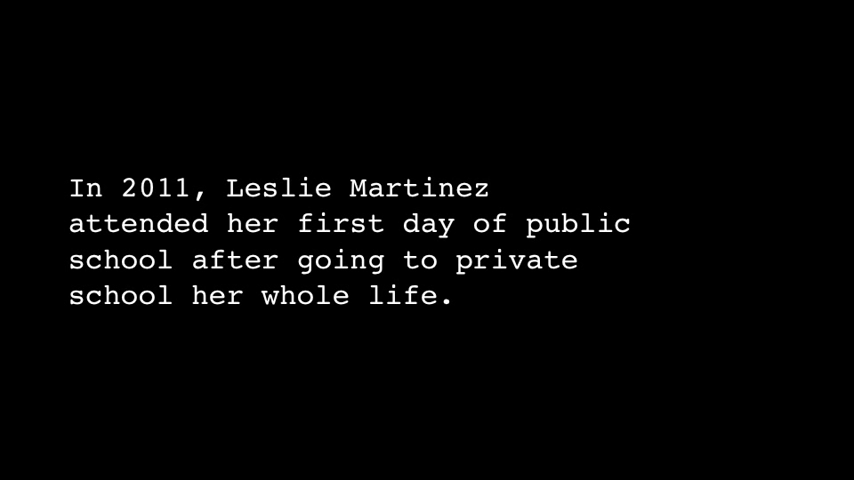 In 2011, Leslie Martinez
attended her first day of public
school after going to private
school her whole life.